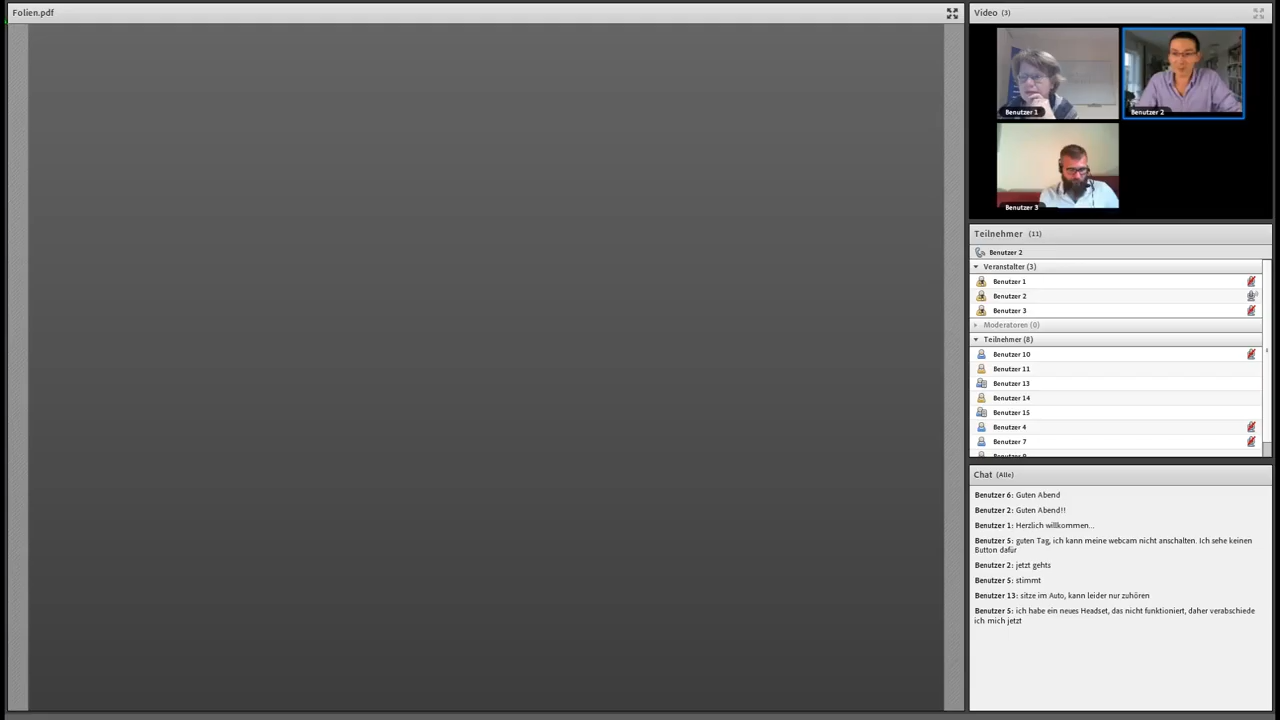 Folien.pdf
Video (3)
Benutzer 1
Benutzer 2
Benutzer 3
Teilnehmer (11)
Benutzer 2
Veranstalter (3)
Benutzer 1
Benutzer 2
Benutzer 3
Moderatoren (0)
Teilnehmer (8)
Benutzer 10
Benutzer 11
Benutzer 13
Benutzer 14
Benutzer 15
Benutzer 4
Benutzer 7
Chat (Alle)
Benutzer 6: Guten Abend
Benutzer 2: Guten Abend!!
Benutzer 1: Herzlich willkommen...
Benutzer 5: guten Tag, ich kann meine webcam nicht anschalten. Ich sehe keinen
Button dafür
Benutzer 2: jetzt gehts
Benutzer 5: stimmt
Benutzer 13: sitze im Auto, kann leider nur zuhören
Benutzer 5: ich habe ein neues Headset, das nicht funktioniert, daher verabschiede
ich mich jetzt